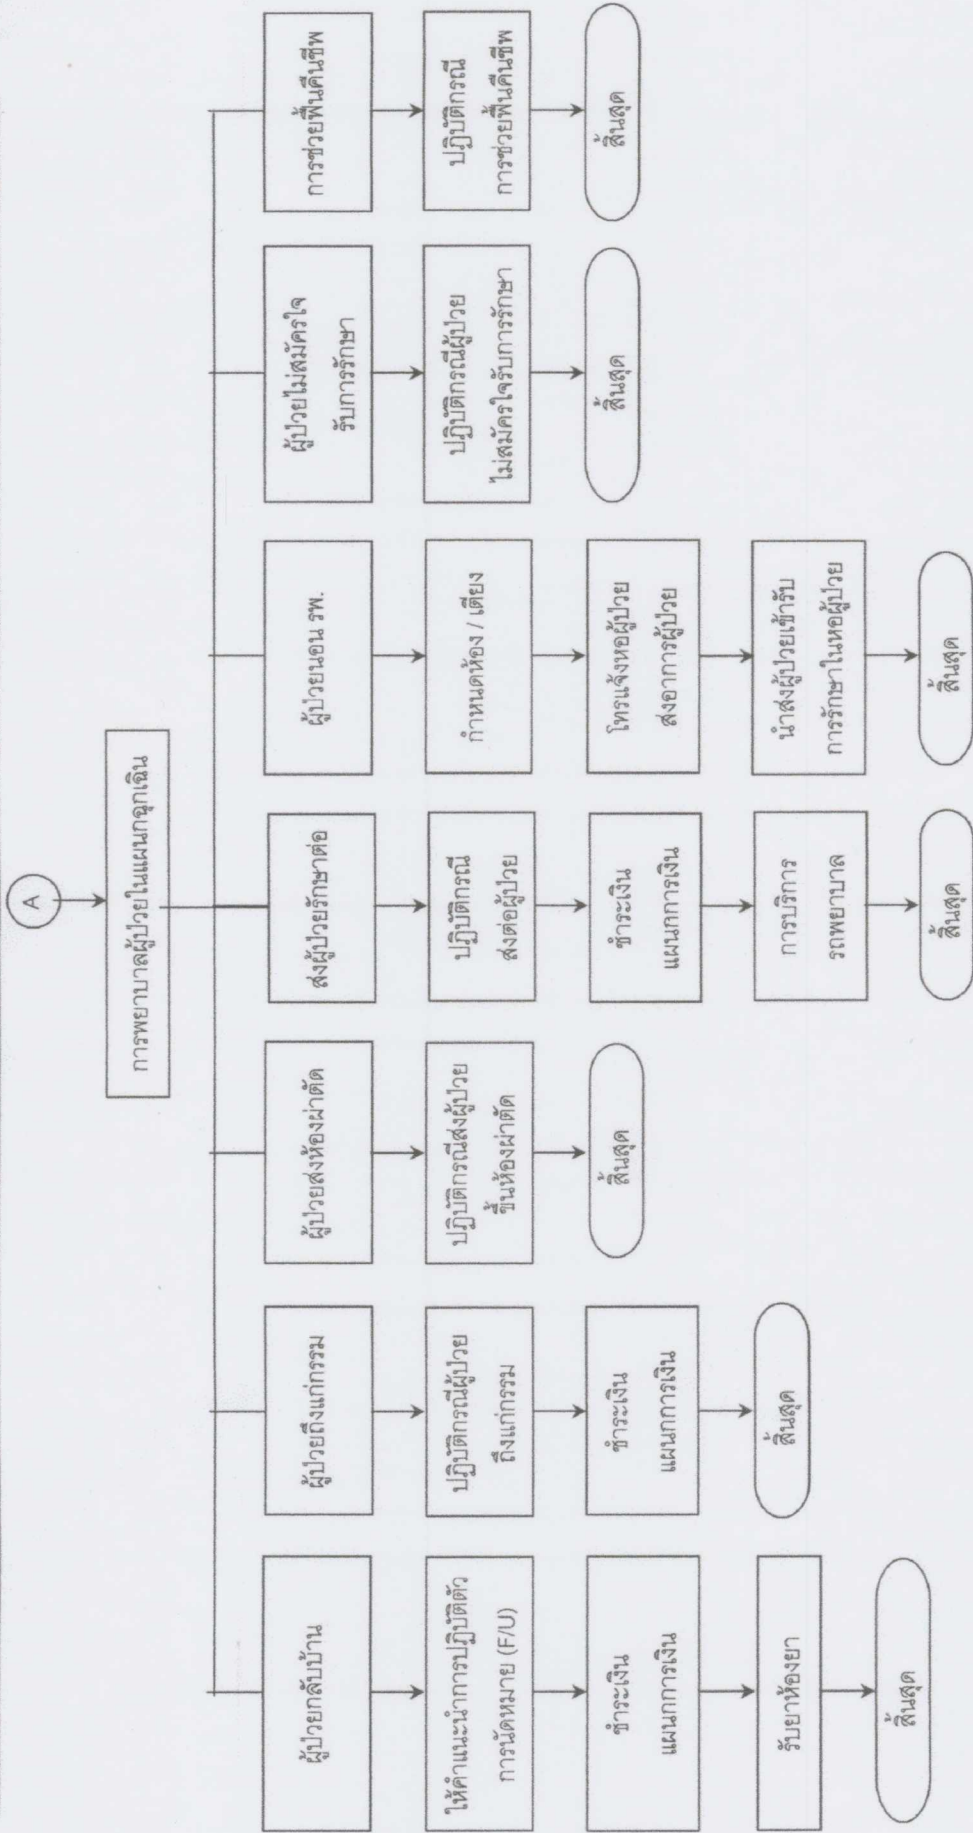 A
การพยาบาลผู้ป่วยในแผนกฉุกเฉิน
ผู้ป่วยกลับบ้าน
ให้คำแนะนำการปฏิบัติตัว
การนัดหมาย (F/U)
ชำระเงิน
แผนกการเงิน
รับยาห้องยา
สิ้นสุด
ผู้ป่วยถึงแก่กรรม
ปฏิบัติกรณีผู้ป่วย
ถึงแก่กรรม
ชำระเงิน
แผนกการเงิน
สิ้นสุด
ผู้ป่วยส่งห้องผ่าตัด
ปฏิบัติกรณีส่งผู้ป่วย
ขึ้นห้องผ่าตัด
สิ้นสุด
ส่งผู้ป่วยรักษาต่อ
ปฏิบัติกรณี
ส่งต่อผู้ป่วย
ชำระเงิน
แผนกการเงิน
การบริการ
รถพยาบาล
สิ้นสุด
ผู้ป่วยนอน รพ.
กำหนดห้อง / เตียง
โทรแจ้งหอผู้ป่วย
ส่งอาการผู้ป่วย
นำส่งผู้ป่วยเข้ารับ
การรักษาในหอผู้ป่วย
สิ้นสุด
ผู้ป่วยไม่สมัครใจ
รับการรักษา
ปฏิบัติกรณีผู้ป่วย
ไม่สมัครใจรับการรักษา
สิ้นสุด
การช่วยฟื้นคืนชีพ
ปฏิบัติกรณี
การช่วยฟื้นคืนชีพ
สิ้นสุด